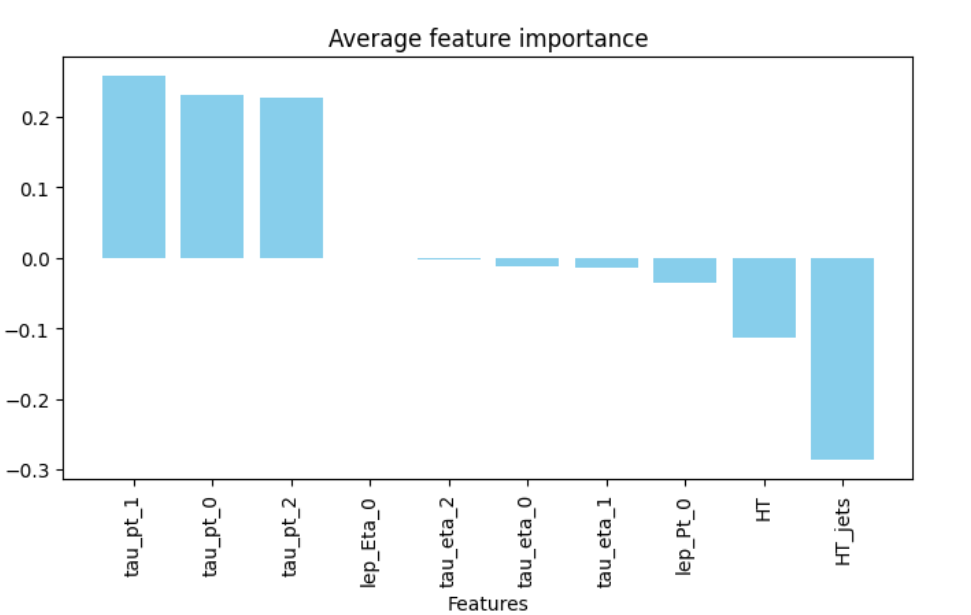 Average feature importance
0.2
0.1
0.0
−0.1
−0.2
−0.3
tau_pt_1
tau_pt_0
tau_pt_2
lep_Eta_0
tau_eta_2
tau_eta_0
tau_eta_1
lep_Pt_0
HT
HT_jets
Features